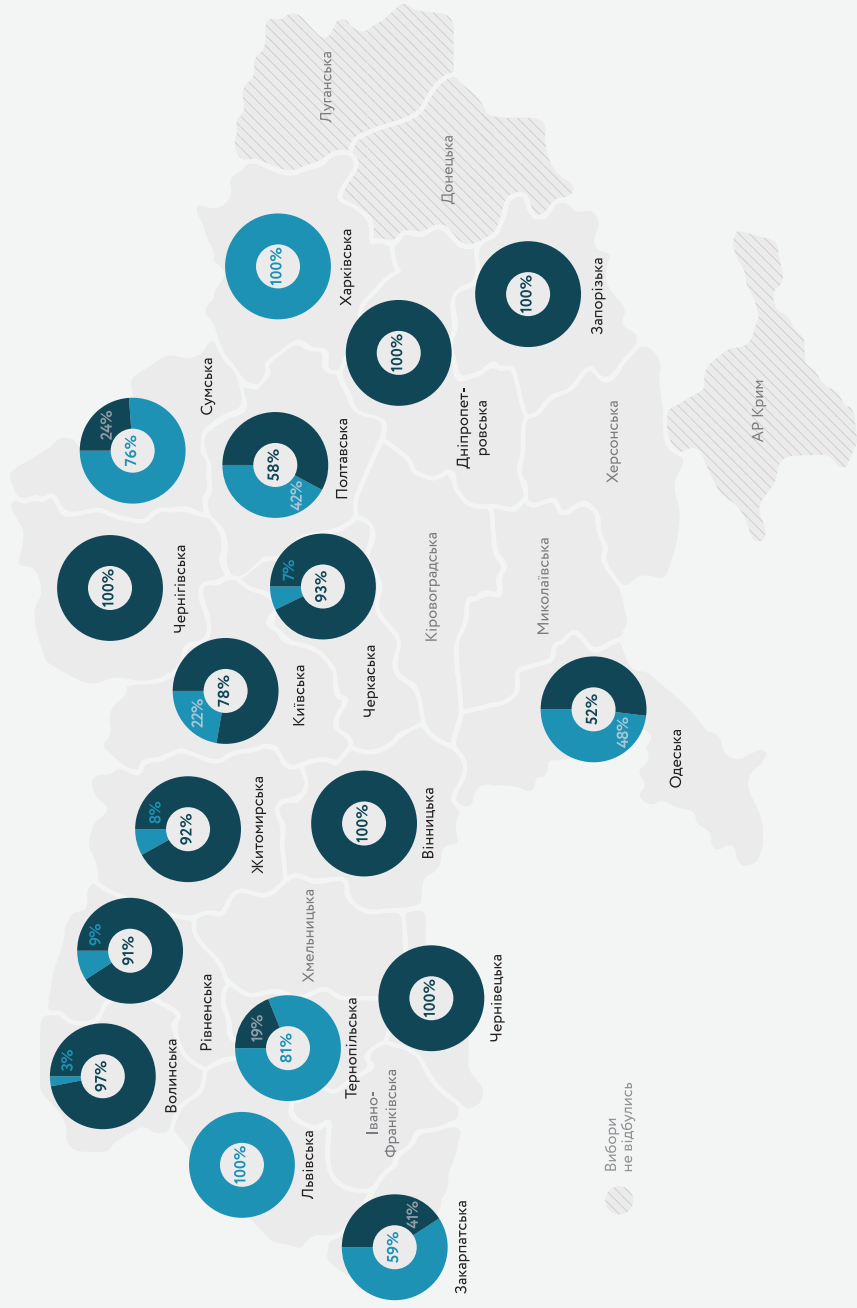 Волинська
97%
3%
Рівненська
91%
9%
Житомирська
92%
8%
Київська
78%
22%
Чернігівська
100%
Сумська
76%
24%
Харківська
100%
Луганська
Донецька
Полтавська
58%
42%
Черкаська
93%
7%
Вінницька
100%
Хмельницька
Тернопільська
81%
19%
Львівська
100%
Івано-
Франківська
Закарпатська
59%
41%
Чернівецька
100%
Кіровоградська
Дніпропет-
ровська
100%
Запорізька
100%
Херсонська
Миколаївська
Одеська
52%
48%
АР Крим
Вибори
не відбулись